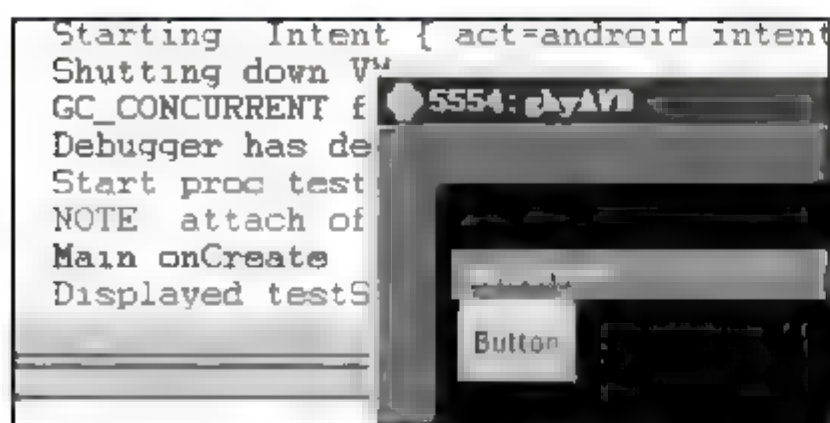 Starting Intent { act=android intent
Shutting down VM
GC_CONCURRENT f
Debugger has de
Start proc test
NOTE attach of
Main onCreate
Displayed testS
5554:
Button